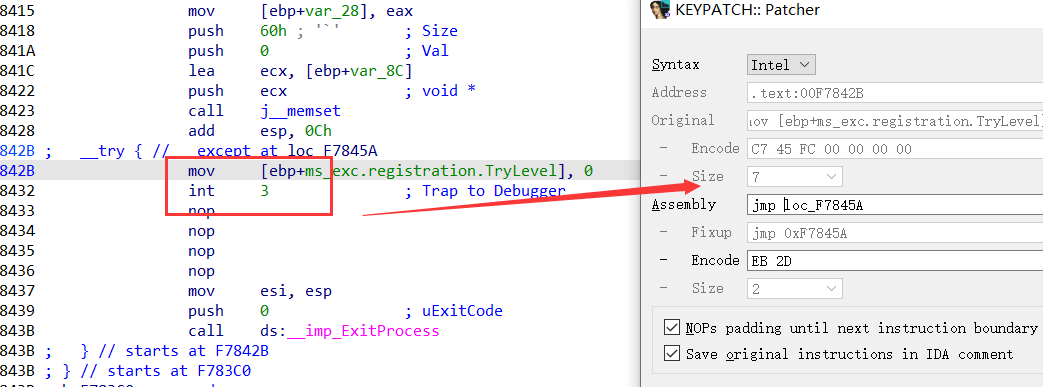 8415 mov [ebp+var_28], eax
8418 push 60h ; '`' ; Size
841A push 0 ; Val
841C lea ecx, [ebp+var_8C]
8422 push ecx ; void *
8423 call j__memset
8428 add esp, 0Ch
842B ; __try { // __except at loc_F7845A
842B mov [ebp+ms_exc.registration.TryLevel], 0
8432 int 3 ; Trap to Debugger
nop
8434 nop
8435 nop
8436 nop
8437 mov esi, esp
8439 push 0 ; uExitCode
843B call ds:__imp_ExitProcess
843B ; } // starts at F7842B
843B ; } // starts at F783C0
KEYPATCH:: Patcher
Syntax Intel
Address .text:00F7842B
Original mov [ebp+ms_exc.registration.TryLevel]
- Encode C7 45 FC 00 00 00 00
- Size 7
Assembly jmp loc_F7845A
- Fixup jmp 0xF7845A
- Encode EB 2D
- Size 2
NOPs padding until next instruction boundary
Save original instructions in IDA comment